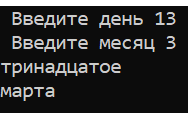 Введите день 13
Введите месяц 3
тринадцатое
марта